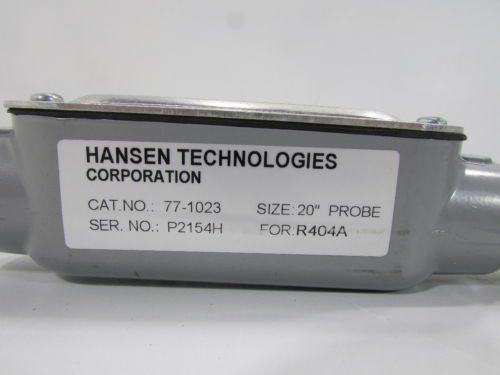 HANSEN TECHNOLOGIES
CORPORATION
CAT.NO.: 77-1023 SIZE: 20" PROBE
SER. NO.: P2154H FOR: R404A